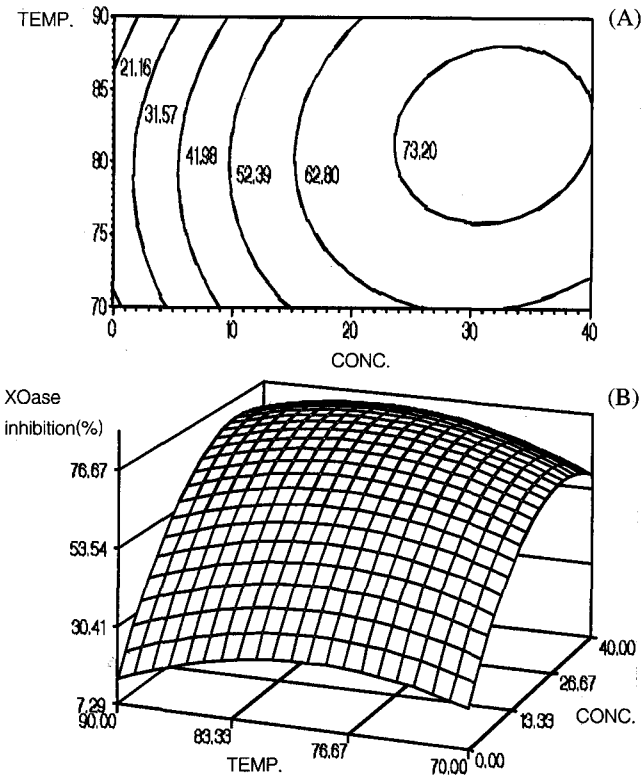 TEMP. 90 (A)
21.16
85
31.57
41.98
80
52.39
62.80
73.20
75
70
0 10 20 30 40
CONC.
XOase
inhibition(%)
(B)
76.67
53.54
30.41
7.29
90.00
83.33
76.67
70.00
TEMP.
0.00
13.33
26.67
40.00
CONC.